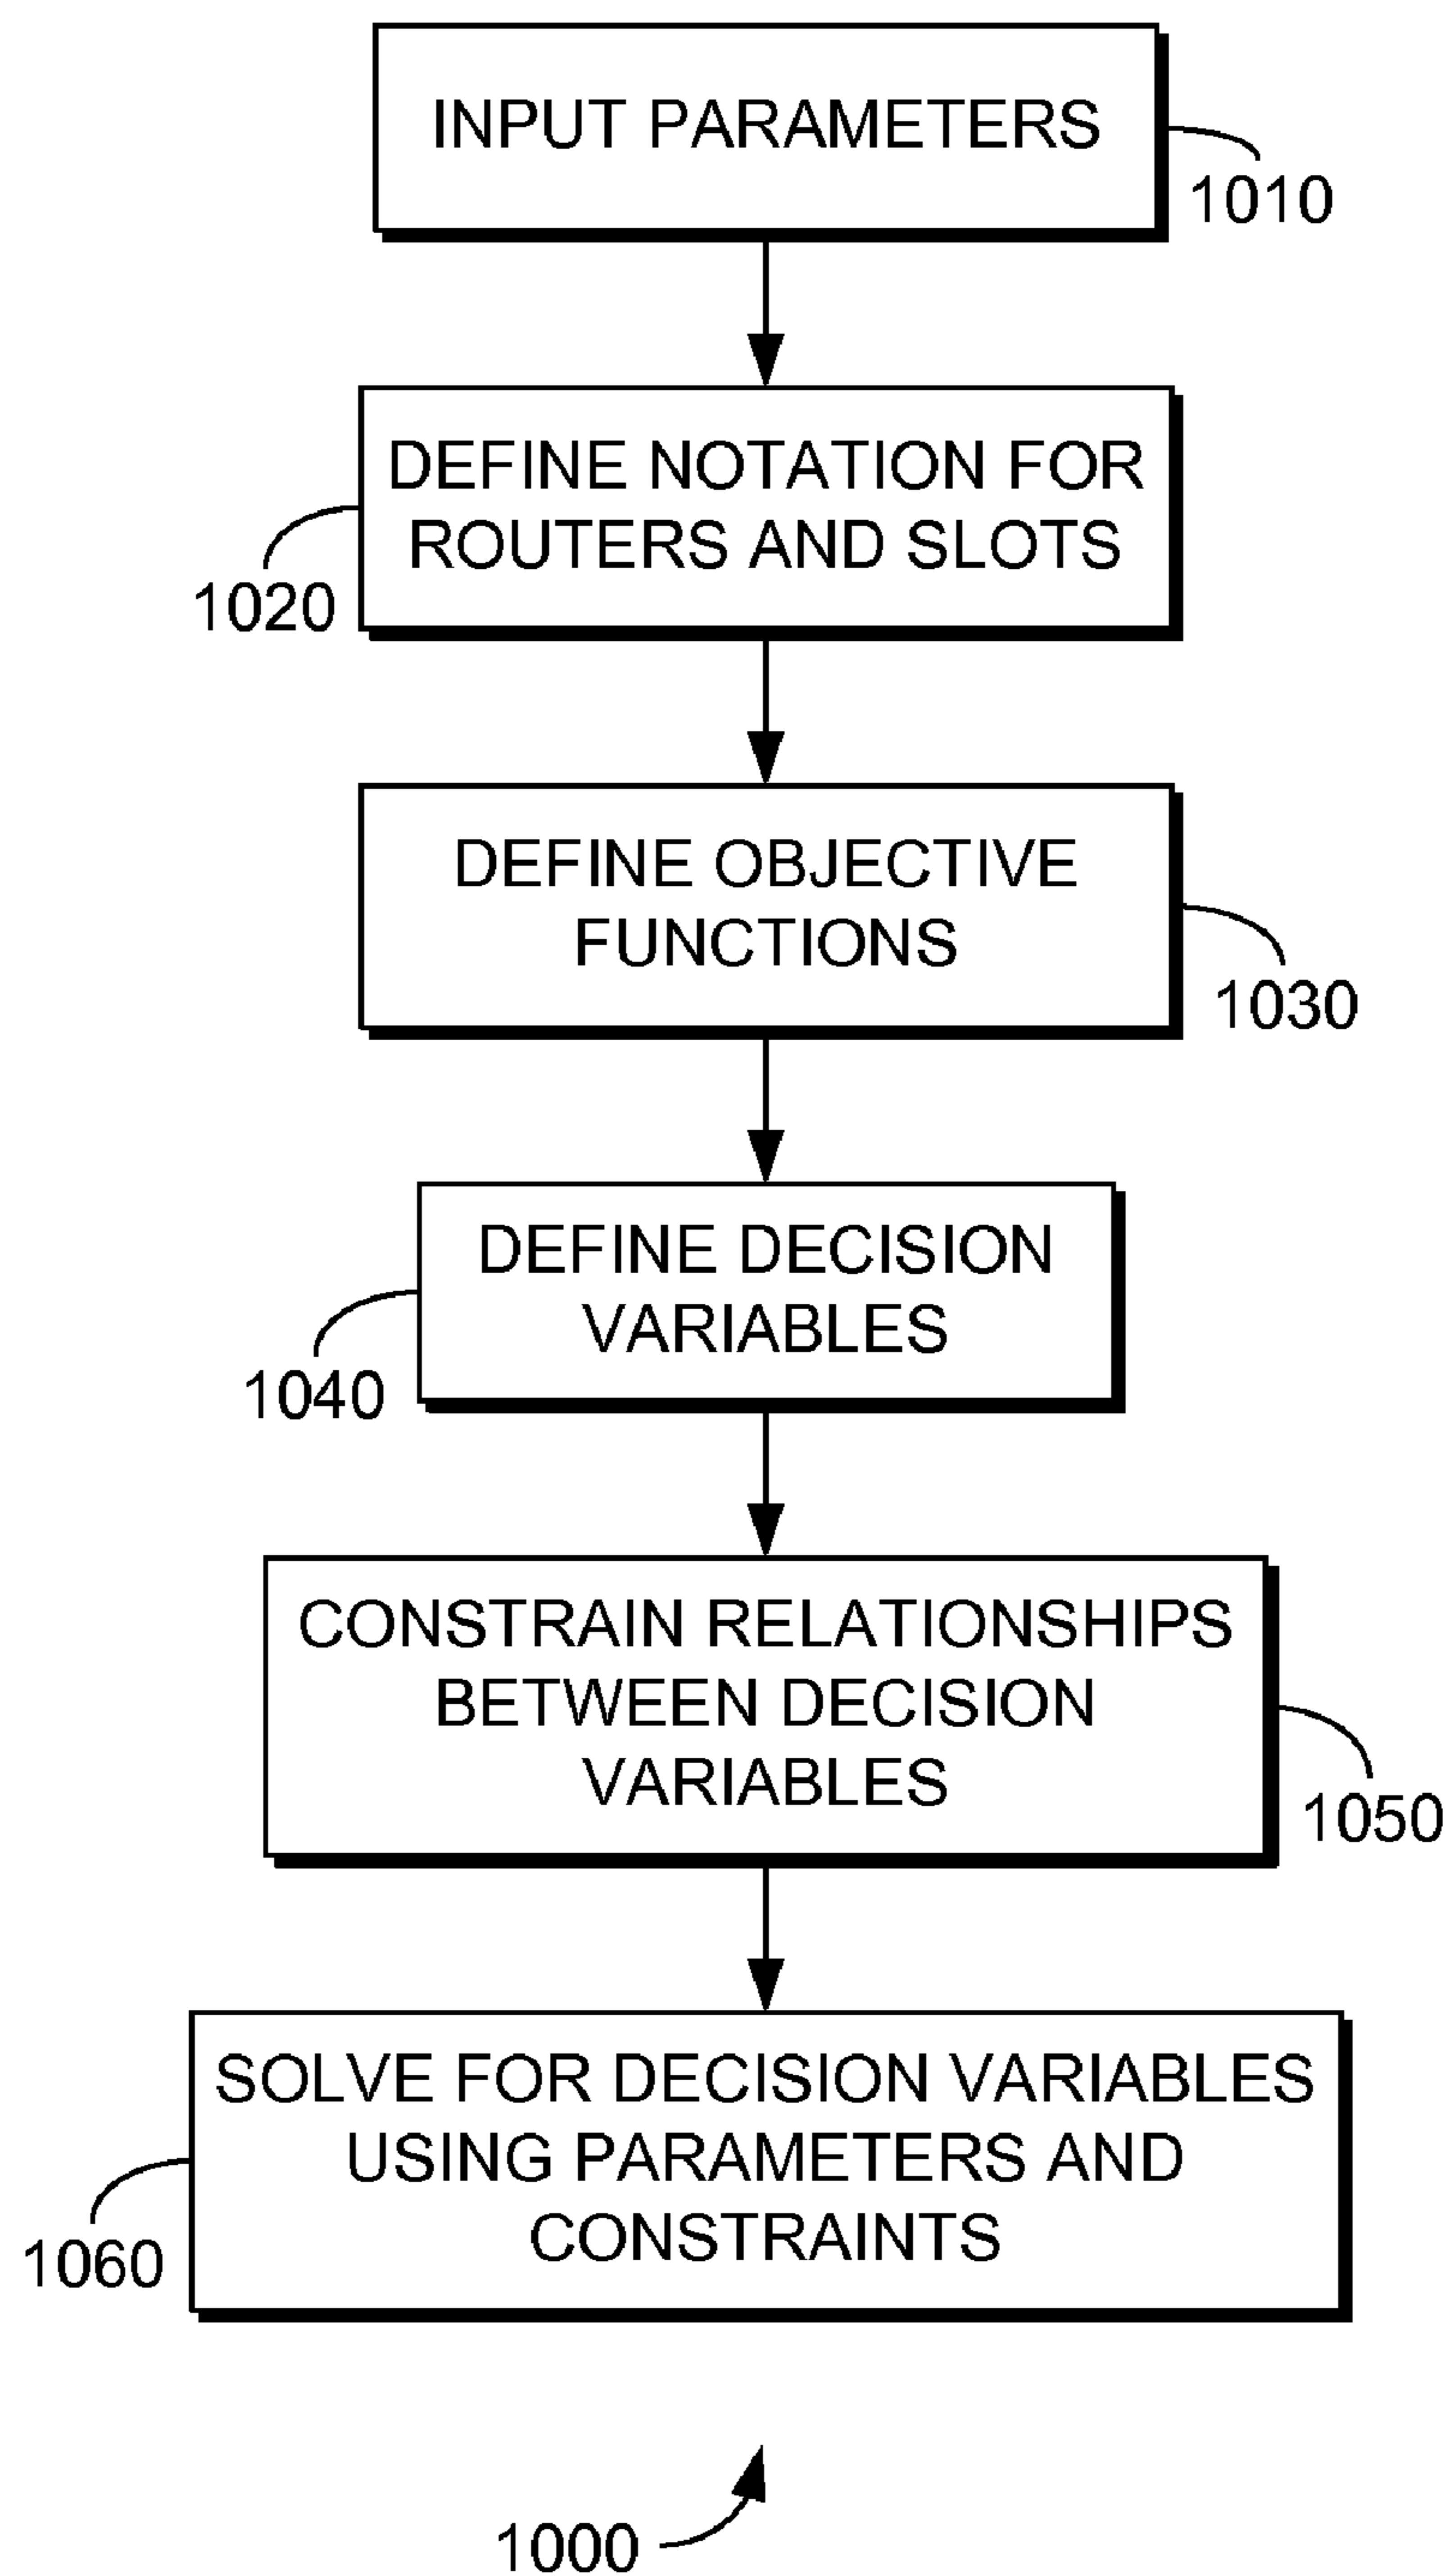 INPUT PARAMETERS
1010
DEFINE NOTATION FOR
ROUTERS AND SLOTS
1020
DEFINE OBJECTIVE
FUNCTIONS
1030
DEFINE DECISION
VARIABLES
1040
CONSTRAIN RELATIONSHIPS
BETWEEN DECISION
VARIABLES
1050
SOLVE FOR DECISION VARIABLES
USING PARAMETERS AND
CONSTRAINTS
1060
1000